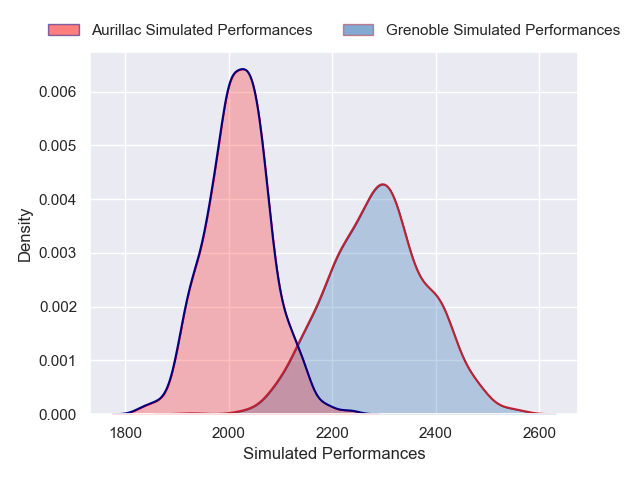 Aurillac Simulated Performances
Grenoble Simulated Performances
0.006
0.005
0.004
0.003
0.002
0.001
0.000
Density
1800 2000 2200 2400 2600
Simulated Performances